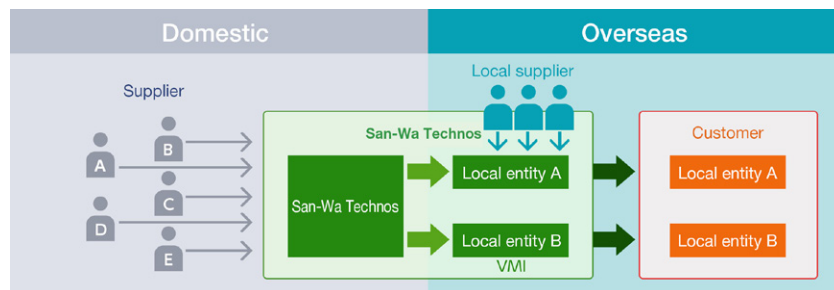 Domestic
Overseas
Supplier
Local supplier
A
B
C
D
E
San-Wa Technos
San-Wa Technos
Local entity A
Local entity B
VMI
Customer
Local entity A
Local entity B